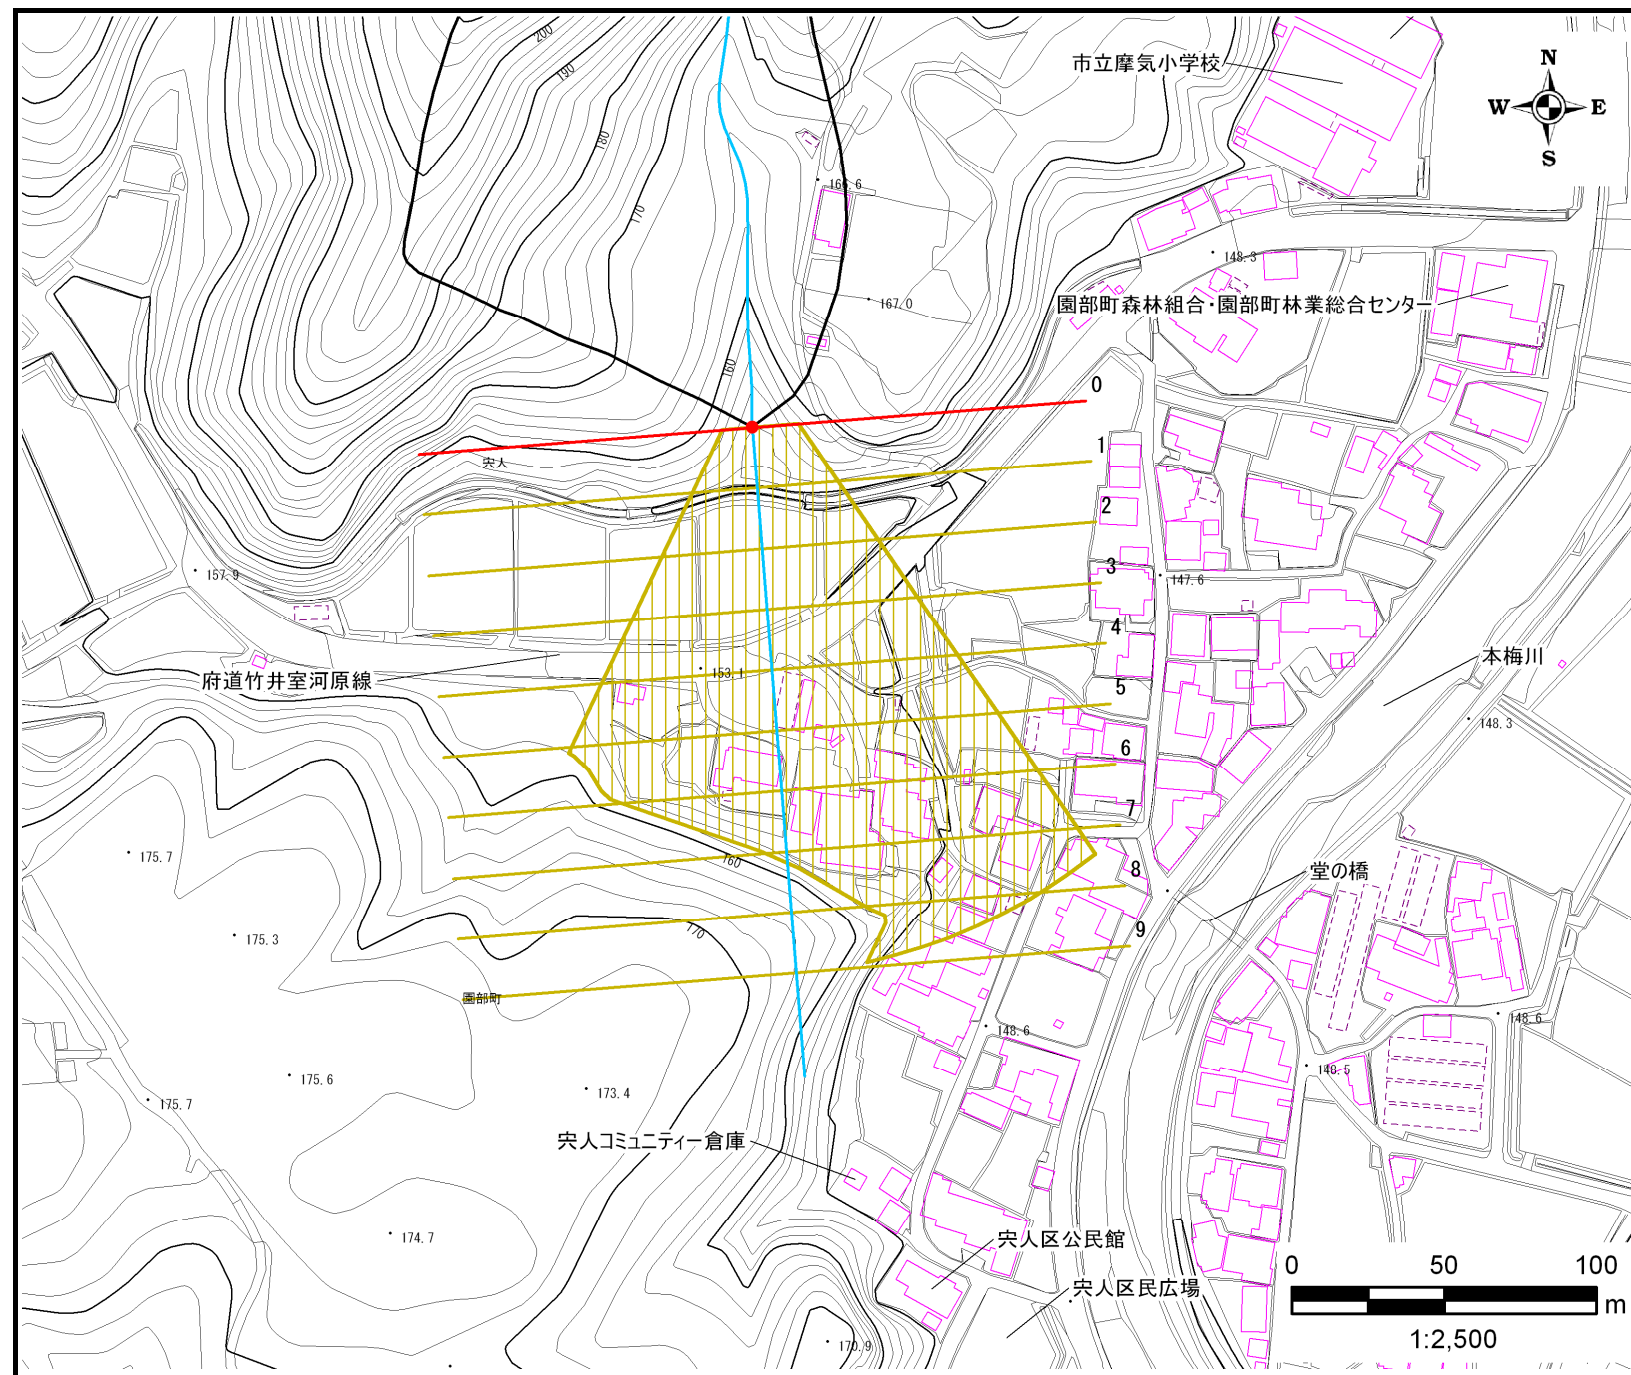 200
190
180
170
160
市立摩気小学校
N
W
E
S
166.6
148.3
167.0
園部町森林組合・園部町林業総合センター
0
宍人
1
2
157.9
3
147.6
4
府道竹井室河原線
153.1
本梅川
5
148.3
6
7
175.7
160
8
堂の橋
175.3
170
9
園部町
148.6
148.6
175.6
173.4
148.5
175.7
宍人コミュニティー倉庫
174.7
宍人区公民館
宍人区民広場
170.9
0 50 100
m
1:2,500